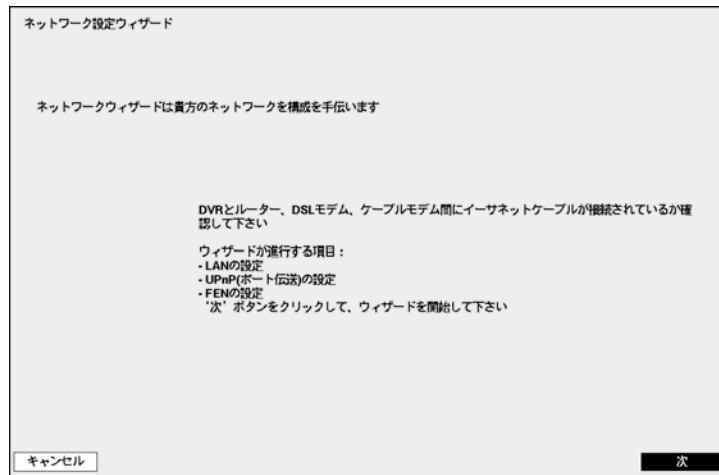 ネットワーク設定ウィザード
ネットワークウィザードは貴方のネットワークを構成を手伝います
DVRとルーター、DSLモデム、ケーブルモデム間にイーサネットケーブルが接続されているか確
認して下さい
ウィザードが進行する項目：
- LANの設定
- UPnP(ポート伝送)の設定
- FENの設定
‘次’ボタンをクリックして、ウィザードを開始して下さい
キャンセル
次